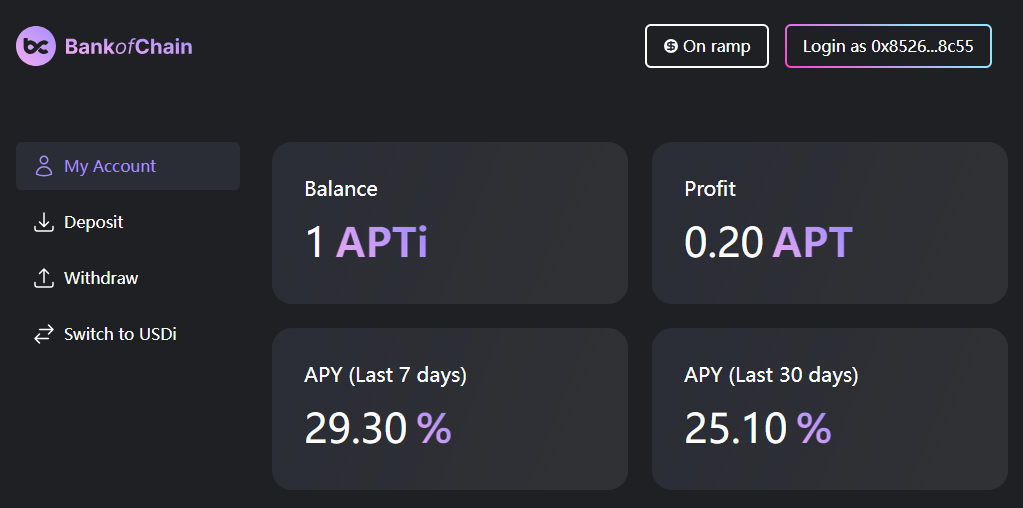 BankofChain
On ramp
Login as 0x8526...8c55
My Account
Deposit
Withdraw
Switch to USDi
Balance
1 APTi
Profit
0.20 APT
APY (Last 7 days)
29.30 %
APY (Last 30 days)
25.10 %